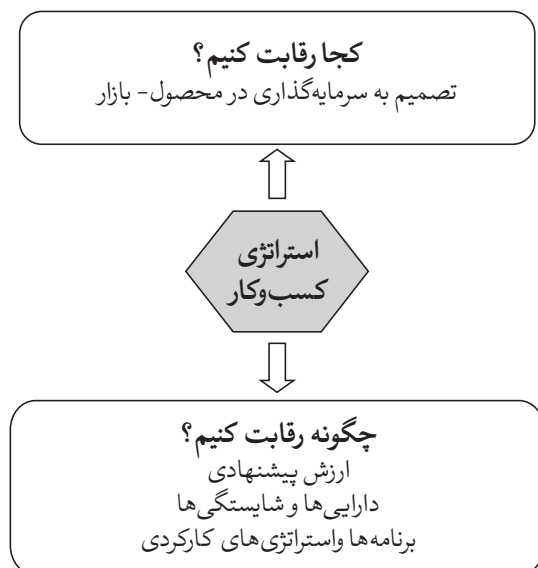 کجا رقابت کنیم؟
تصمیم به سرمایه‌گذاری در محصول- بازار
استراتژی
کسب‌وکار
چگونه رقابت کنیم؟
ارزش پیشنهادی
دارایی‌ها و شایستگی‌ها
برنامه‌ها واستراتژی‌های کارکردی